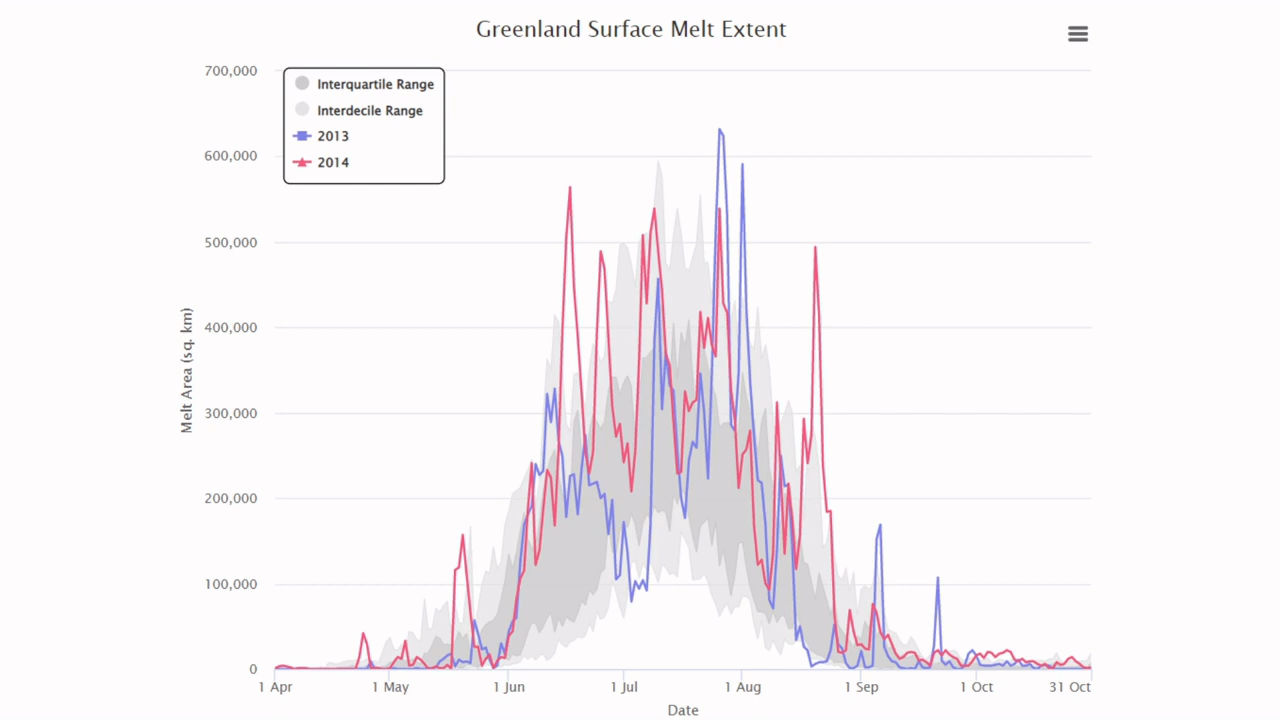 Greenland Surface Melt Extent
700,000
600,000
500,000
400,000
300,000
200,000
100,000
0
Interquartile Range
Interdecile Range
2013
2014
Melt Area (sq. km)
1 Apr
1 May
1 Jun
1 Jul
1 Aug
1 Sep
1 Oct
31 Oct
Date